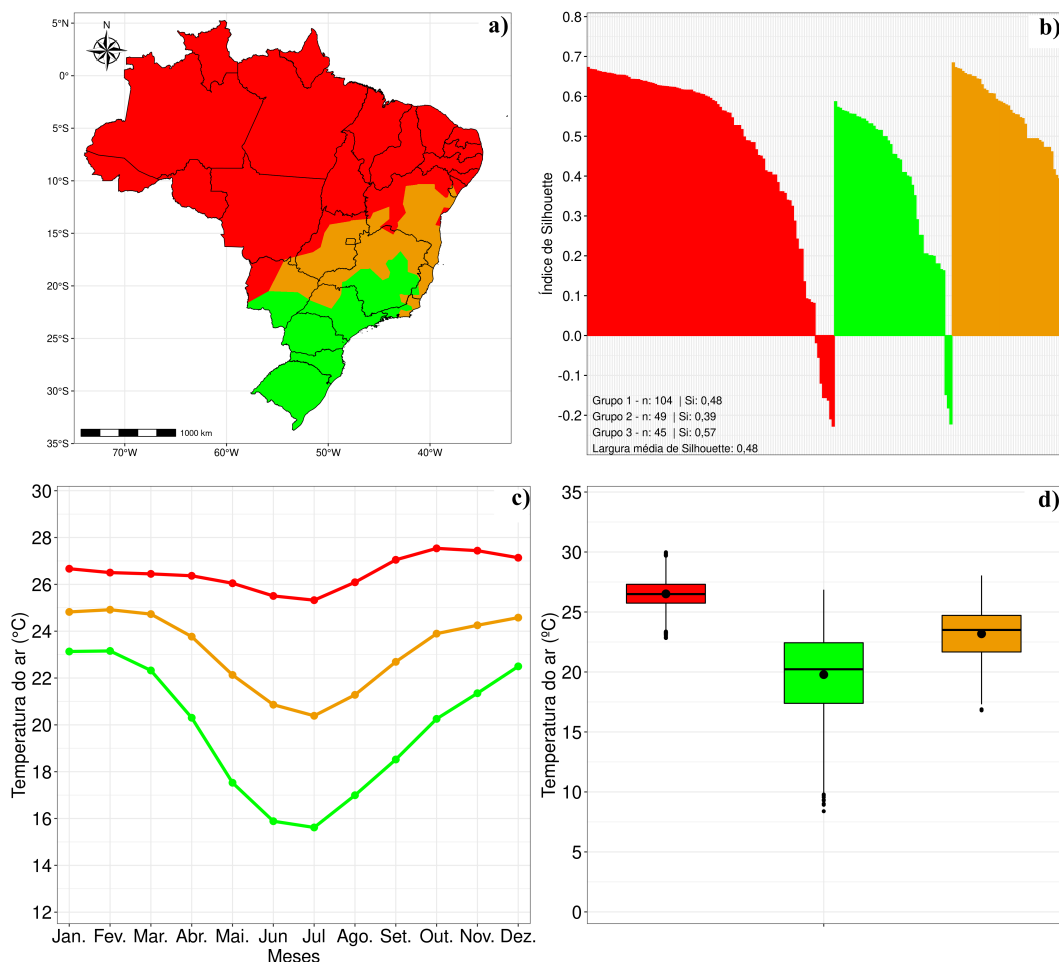 a)
N
5°N
0°
5°S
10°S
15°S
20°S
25°S
30°S
35°S
1000 km
70°W 60°W 50°W 40°W
b)
Índice de Silhouette
0.8
0.7
0.6
0.5
0.4
0.3
0.2
0.1
0.0
-0.1
-0.2
Grupo 1 - n: 104 | Si: 0,48
Grupo 2 - n: 49 | Si: 0,39
Grupo 3 - n: 45 | Si: 0,57
Largura média de Silhouette: 0,48
c)
Temperatura do ar (°C)
30
28
26
24
22
20
18
16
14
12
Jan. Fev. Mar. Abr. Mai. Jun Jul Ago. Set. Out. Nov. Dez.
Meses
d)
Temperatura do ar (ºC)
35
30
25
20
15
10
5
0